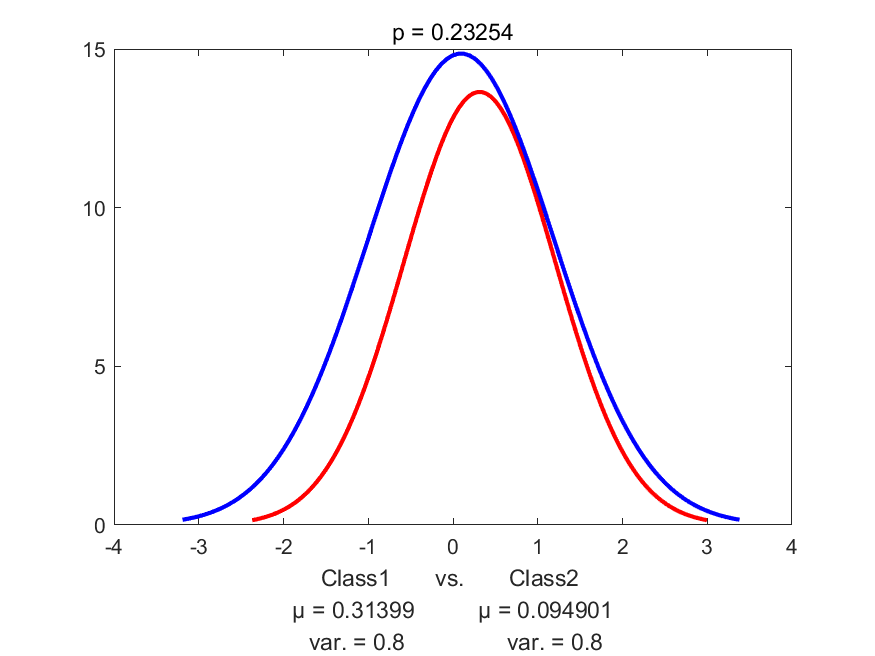 p = 0.23254
15
10
5
0
-4 -3 -2 -1 0 1 2 3 4
Class1 vs. Class2
μ = 0.31399 μ = 0.094901
var. = 0.8 var. = 0.8